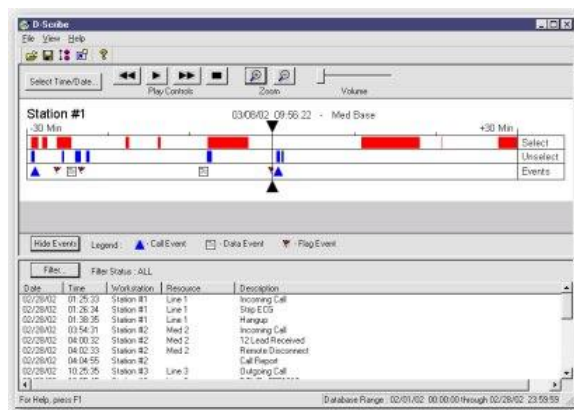 D-Scribe
File View Help
Select Time/Date...
Play Controls Zoom Volume
Station #1 03/08/02 09:56:22 - Med Base
-30 Min +30 Min
Select
Unselect
Events
Hide Events Legend : - Call Event - Data Event - Flag Event
Filter... Filter Status : ALL
Date Time Workstation Resource Description
02/28/02 01:25:33 Station #1 Line 1 Incoming Call
02/28/02 01:26:34 Station #1 Line 1 Strip ECG
02/28/02 01:38:35 Station #1 Line 1 Hangup
02/28/02 03:54:31 Station #2 Med 2 Incoming Call
02/28/02 04:00:32 Station #2 Med 2 12 Lead Received
02/28/02 04:02:33 Station #2 Med 2 Remote Disconnect
02/28/02 04:04:55 Station #2 Call Report
02/28/02 10:25:35 Station #3 Line 3 Outgoing Call
For Help, press F1 Database Range : 02/01/02 00:00:00 through 02/28/02 23:59:59